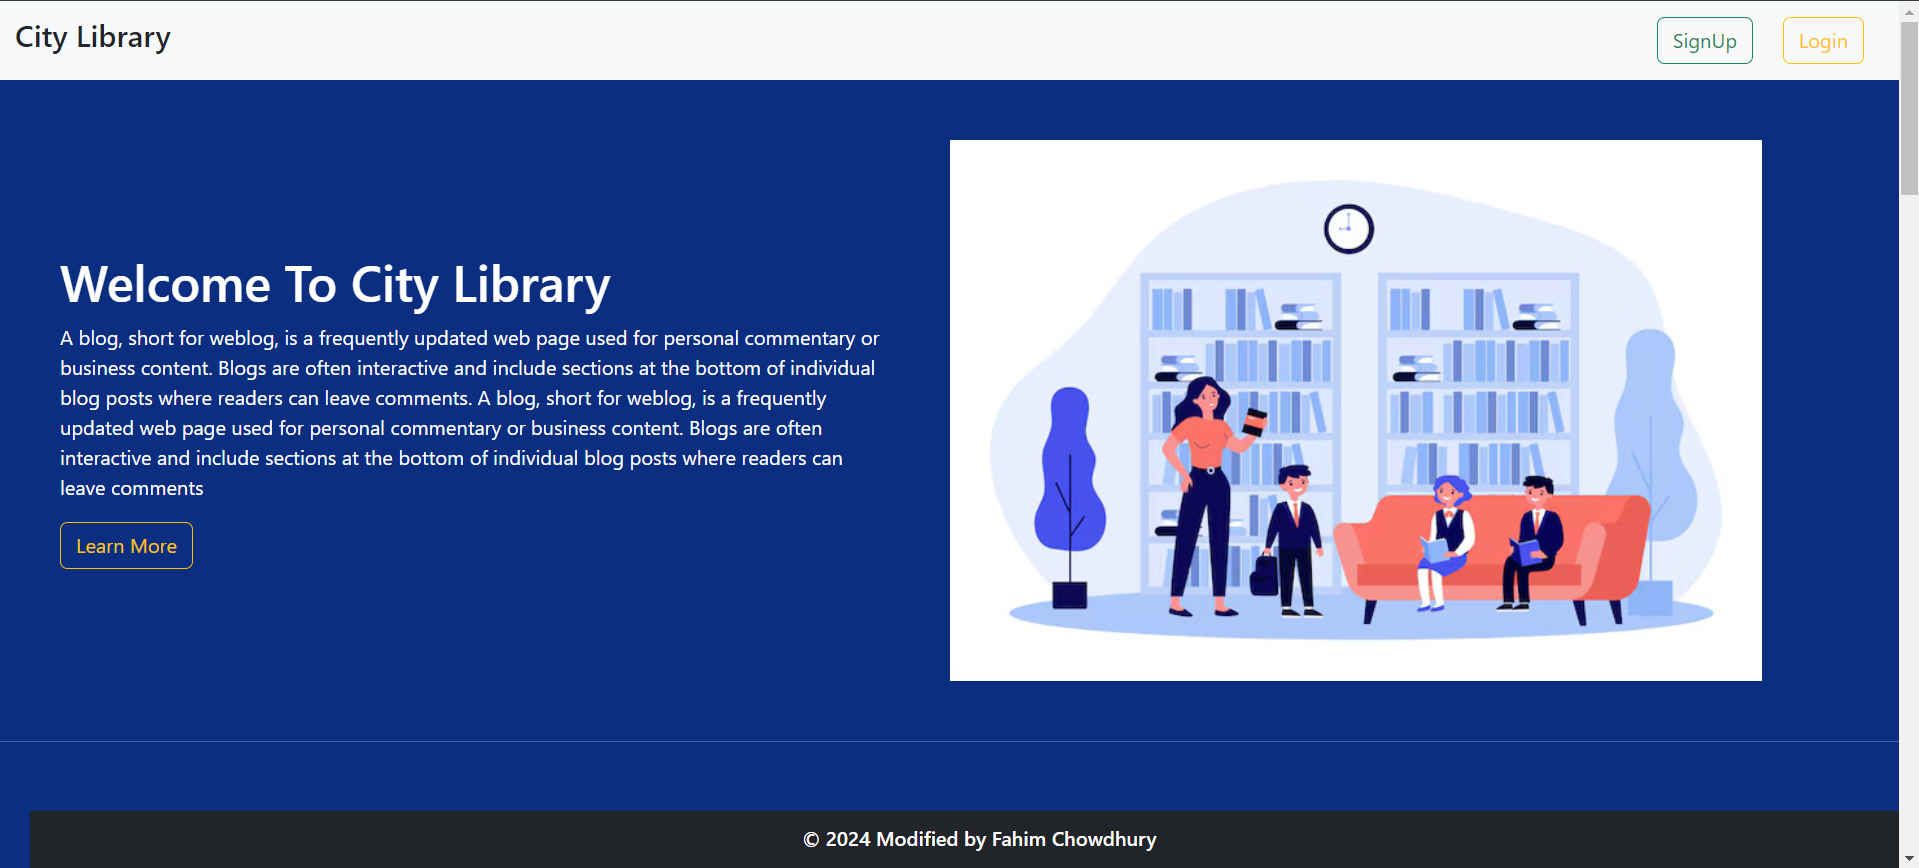 City Library
SignUp
Login
Welcome To City Library
A blog, short for weblog, is a frequently updated web page used for personal commentary or
business content. Blogs are often interactive and include sections at the bottom of individual
blog posts where readers can leave comments. A blog, short for weblog, is a frequently
updated web page used for personal commentary or business content. Blogs are often
interactive and include sections at the bottom of individual blog posts where readers can
leave comments
Learn More
© 2024 Modified by Fahim Chowdhury